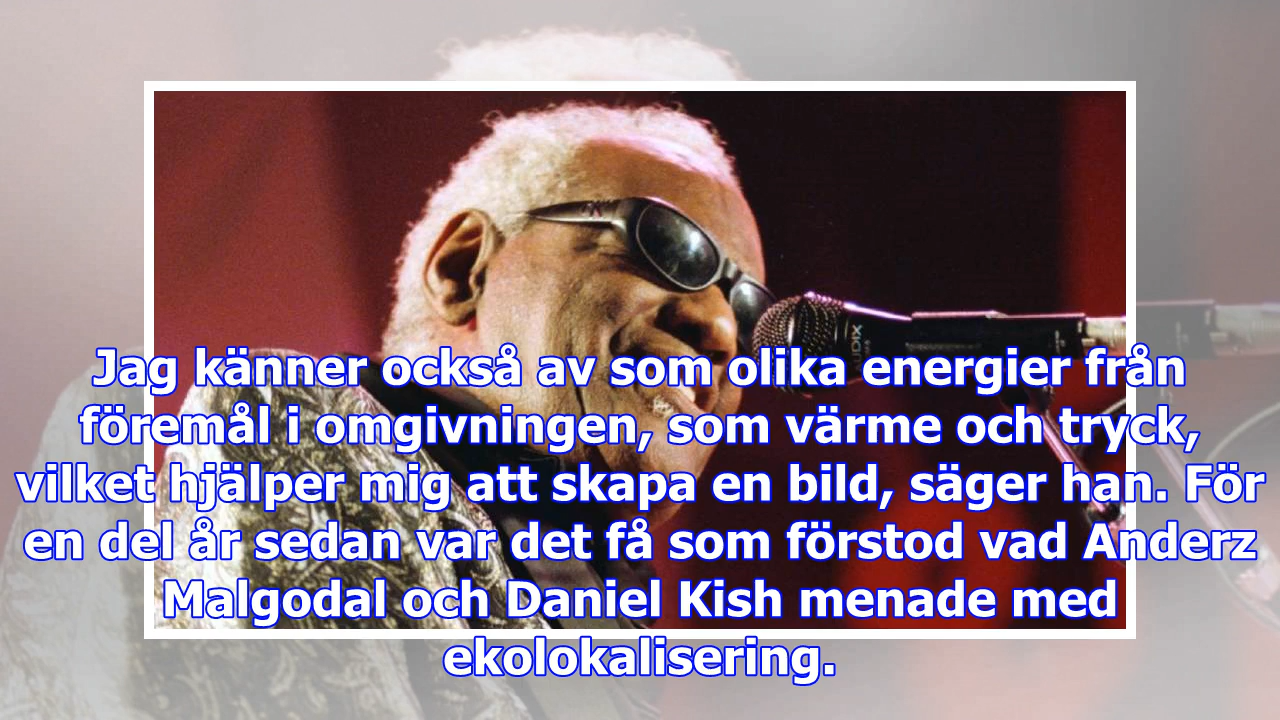 Jag känner också av som olika energier från
föremål i omgivningen, som värme och tryck,
vilket hjälper mig att skapa en bild, säger han. För
en del år sedan var det få som förstod vad Anderz
Malgodal och Daniel Kish menade med
ekolokalisering.